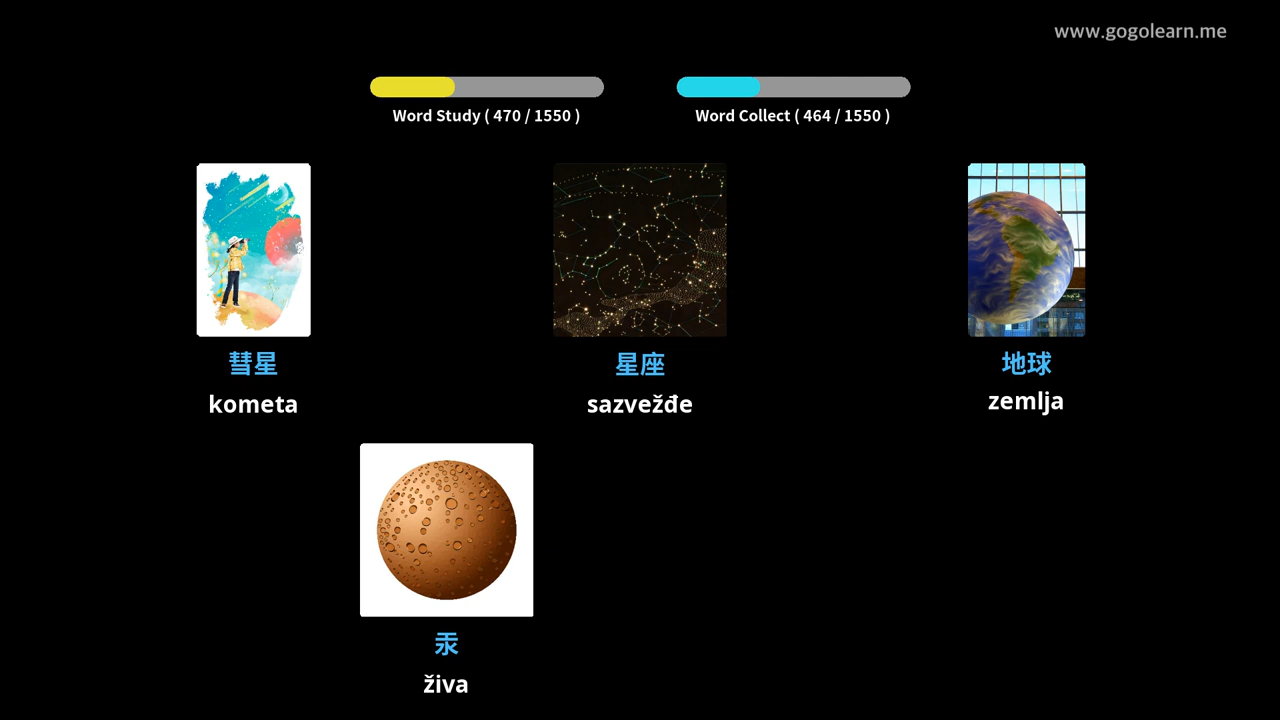 www.gogolearn.me
Word Study ( 470 / 1550 )
Word Collect ( 464 / 1550 )
彗星
kometa
星座
sazvežđe
地球
zemlja
汞
živa